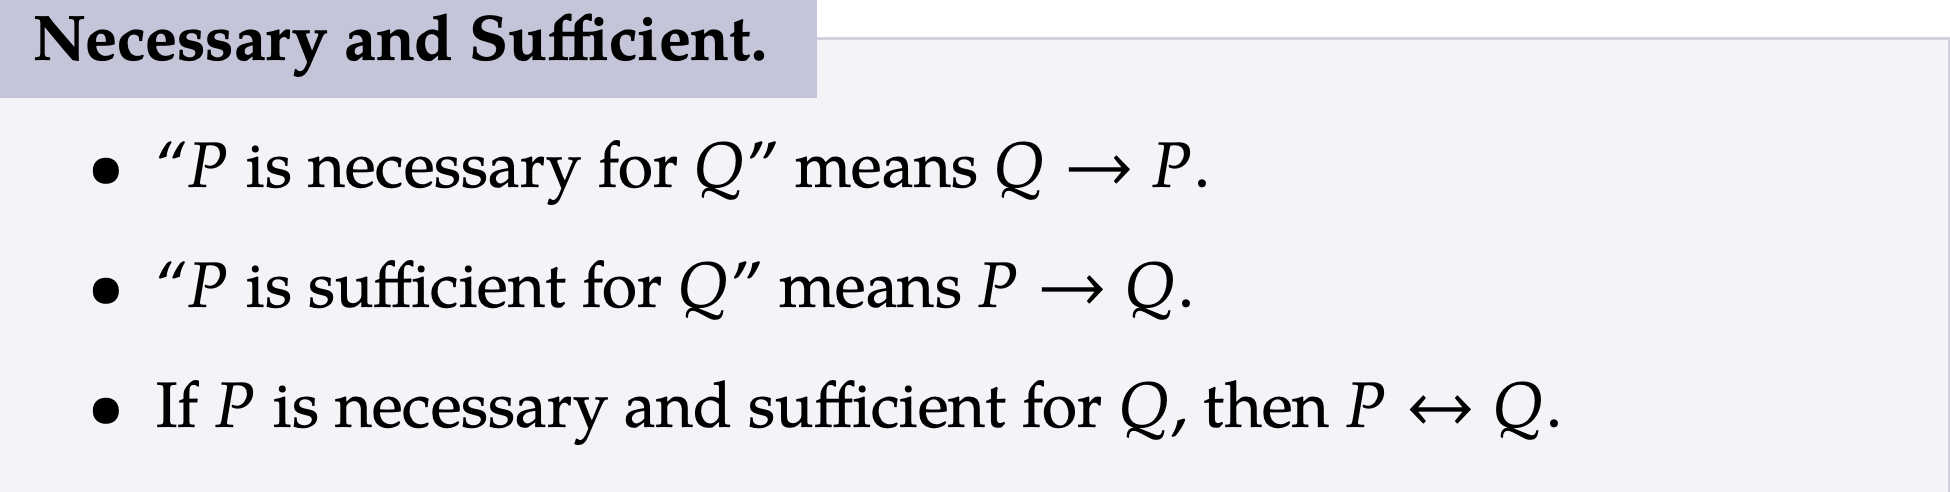 Necessary and Sufficient.
• “P is necessary for Q” means Q → P.
• “P is sufficient for Q” means P → Q.
• If P is necessary and sufficient for Q, then P ↔ Q.